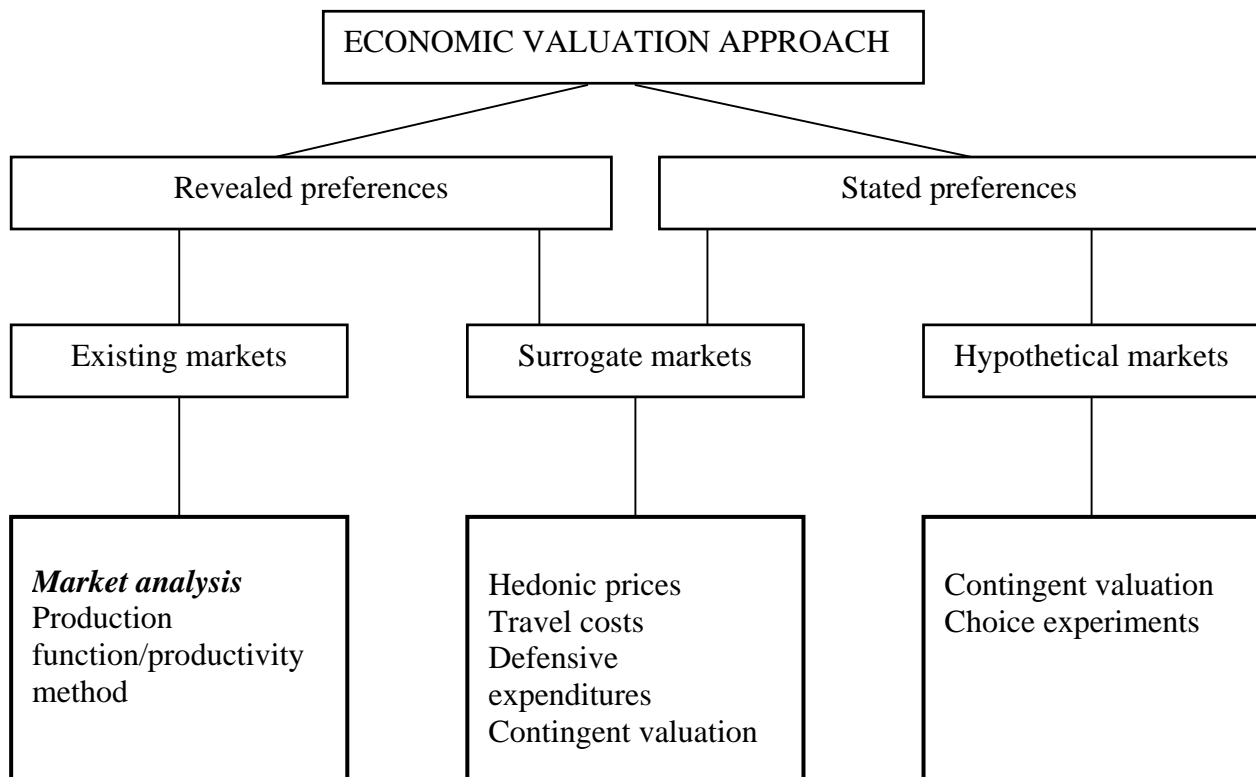 ECONOMIC VALUATION APPROACH
Revealed preferences
Stated preferences
Existing markets
Surrogate markets
Hypothetical markets
Market analysis
Production
function/productivity
method
Hedonic prices
Travel costs
Defensive
expenditures
Contingent valuation
Contingent valuation
Choice experiments